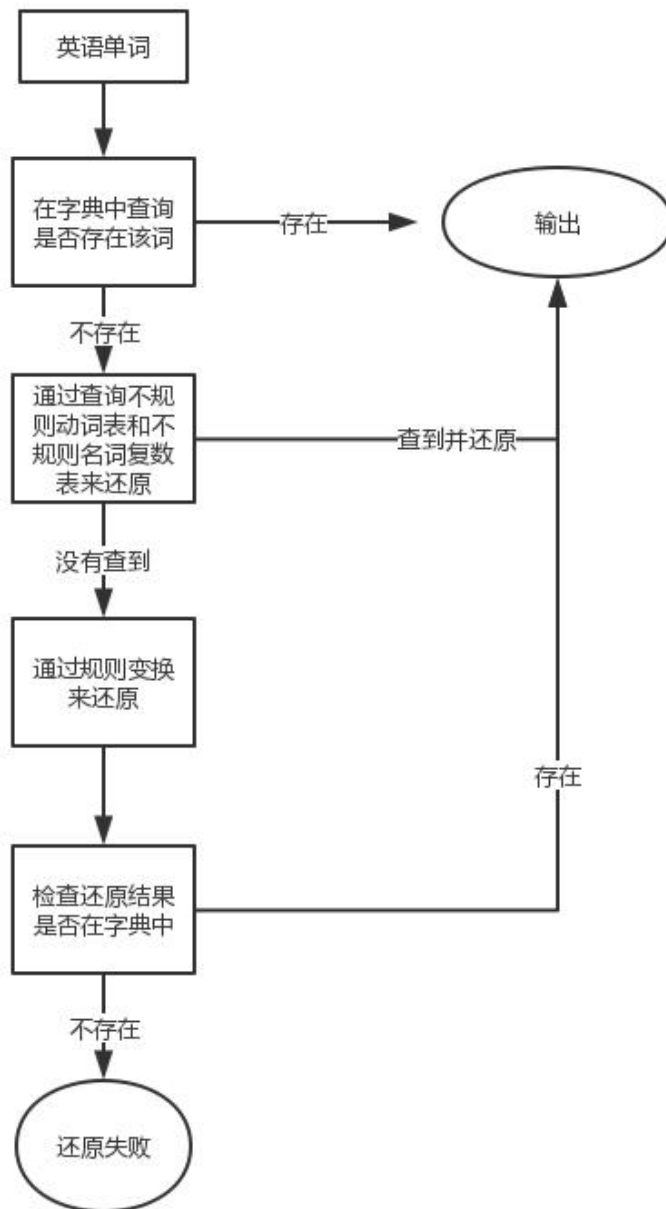 英语单词
在字典中查询
是否存在该词
存在
输出
不存在
通过查询不规
则动词表和不
规则名词复数
表来还原
查到并还原
没有查到
通过规则变换
来还原
存在
检查还原结果
是否在字典中
不存在
还原失败